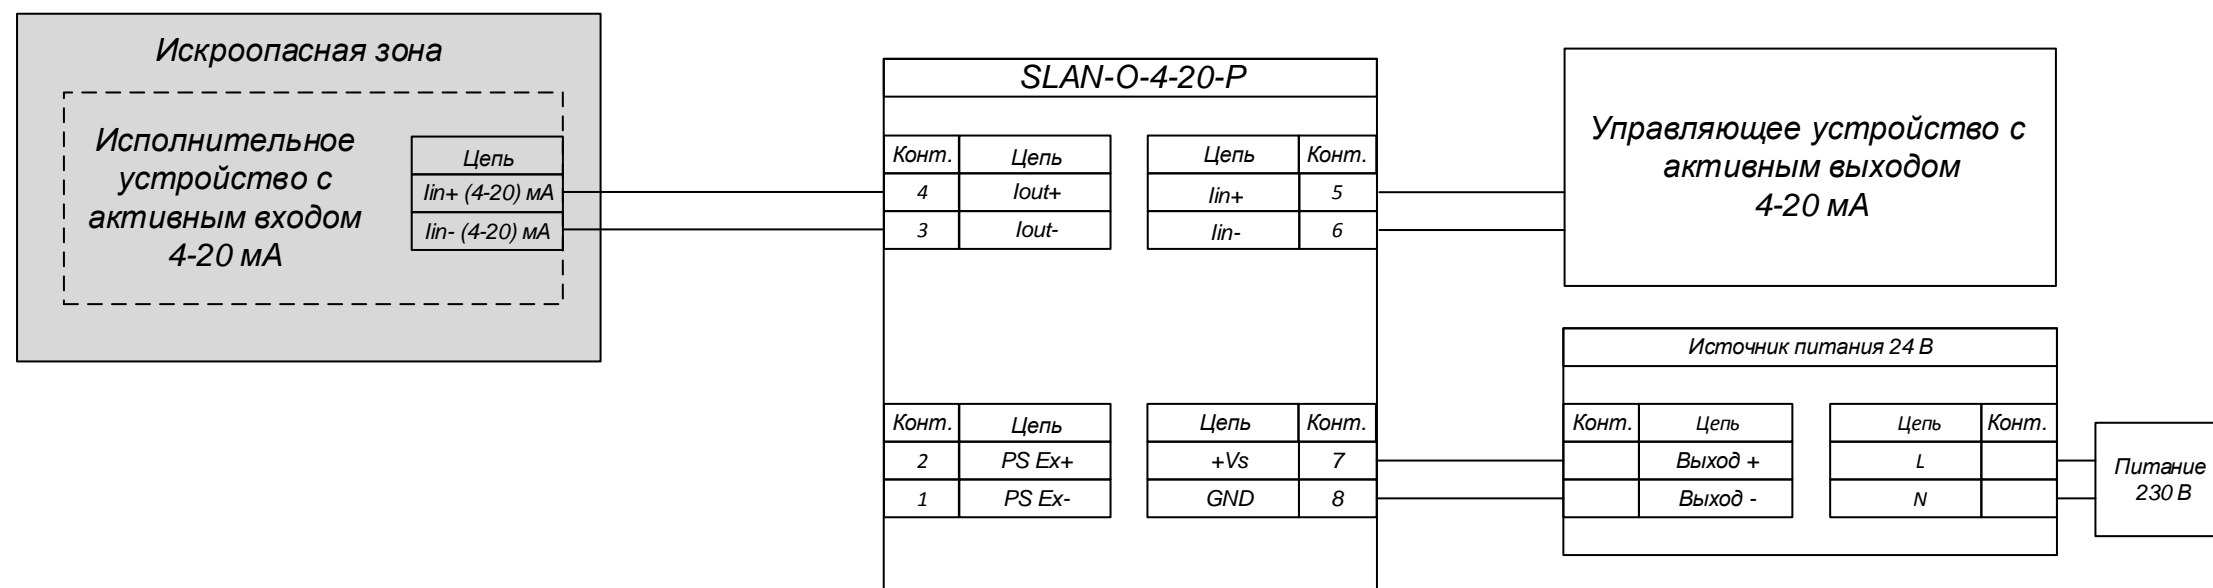 Искроопасная зона
Исполнительное
устройство с
активным входом
4-20 мА
Цепь
Iin+ (4-20) мА
Iin- (4-20) мА
SLAN-O-4-20-P
Конт. Цепь
4 Iout+
3 Iout-
Цепь Конт.
Iin+ 5
Iin- 6
Конт. Цепь
2 PS Ex+
1 PS Ex-
Цепь Конт.
+Vs 7
GND 8
Управляющее устройство с
активным выходом
4-20 мА
Источник питания 24 В
Конт. Цепь
Выход +
Выход -
Цепь Конт.
L
N
Питание
230 В